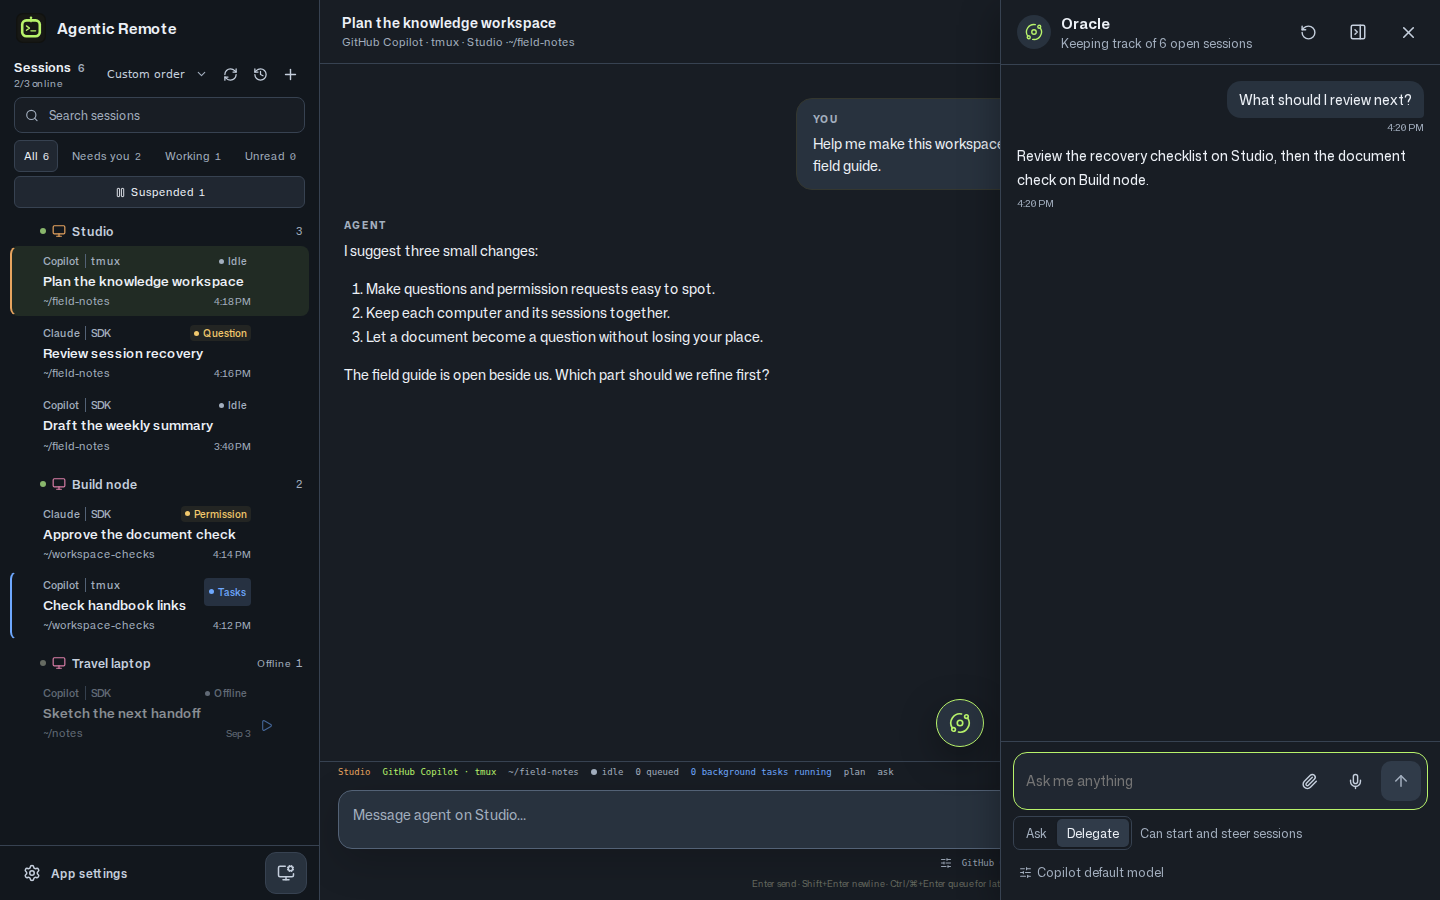 Agentic Remote
Sessions 6
2/3 online
Custom order
Search sessions
All 6
Needs you 2
Working 1
Unread 0
Suspended 1
Studio 3
Copilot | tmux
Idle
Plan the knowledge workspace
~/field-notes
4:18 PM
Claude | SDK
Question
Review session recovery
~/field-notes
4:16 PM
Copilot | SDK
Idle
Draft the weekly summary
~/field-notes
3:40 PM
Build node 2
Claude | SDK
Permission
Approve the document check
~/workspace-checks
4:14 PM
Copilot | tmux
Tasks
Check handbook links
~/workspace-checks
4:12 PM
Travel laptop
Offline 1
Copilot | SDK
Offline
Sketch the next handoff
~/notes
Sep 3
App settings
Plan the knowledge workspace
GitHub Copilot · tmux · Studio ·~/field-notes
YOU
Help me make this workspace
field guide.
AGENT
I suggest three small changes:
1. Make questions and permission requests easy to spot.
2. Keep each computer and its sessions together.
3. Let a document become a question without losing your place.
The field guide is open beside us. Which part should we refine first?
Studio GitHub Copilot · tmux ~/field-notes ● idle 0 queued 0 background tasks running plan ask
Message agent on Studio...
GitHub
Enter send · Shift+Enter newline · Ctrl/⌘+Enter queue for lat
Oracle
Keeping track of 6 open sessions
What should I review next?
4:20 PM
Review the recovery checklist on Studio, then the document
check on Build node.
4:20 PM
Ask me anything
Ask
Delegate
Can start and steer sessions
Copilot default model